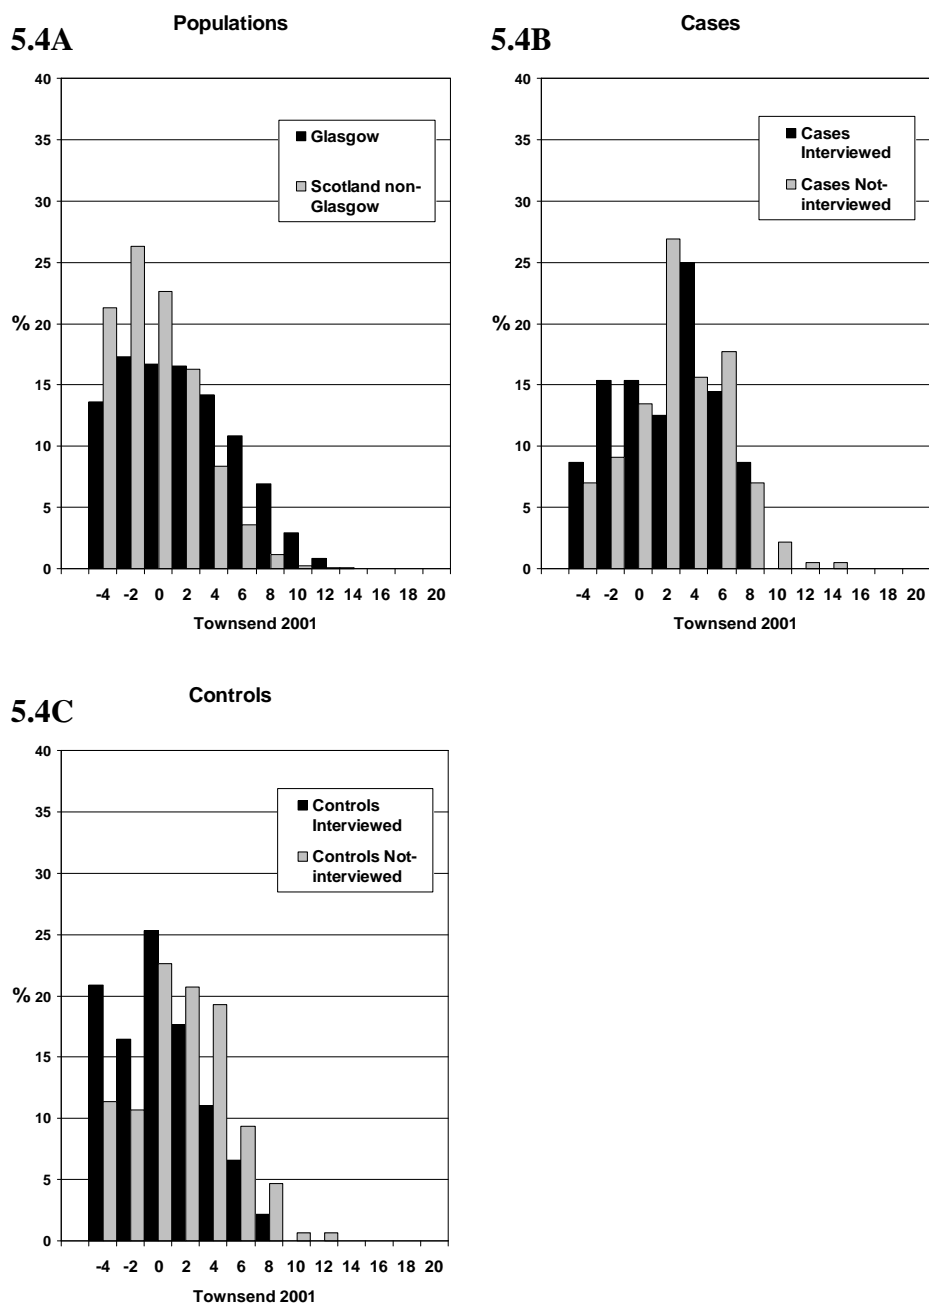 Populations
5.4A
40
35
30
25
% 20
15
10
5
0
Glasgow
Scotland non-
Glasgow
-4 -2 0 2 4 6 8 10 12 14 16 18 20
Townsend 2001
Cases
5.4B
40
35
30
25
% 20
15
10
5
0
Cases
Interviewed
Cases Not-
interviewed
-4 -2 0 2 4 6 8 10 12 14 16 18 20
Townsend 2001
Controls
5.4C
40
35
30
25
% 20
15
10
5
0
Controls
Interviewed
Controls Not-
interviewed
-4 -2 0 2 4 6 8 10 12 14 16 18 20
Townsend 2001